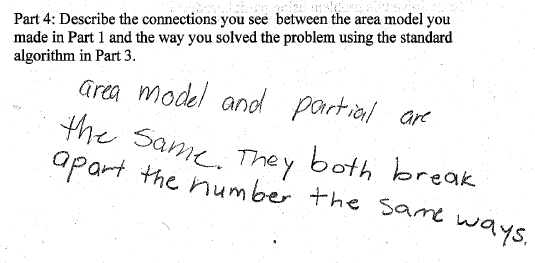 Part 4: Describe the connections you see between the area model you
made in Part 1 and the way you solved the problem using the standard
algorithm in Part 3.
area model and partial are
the same. They both break
apart the number the same ways.